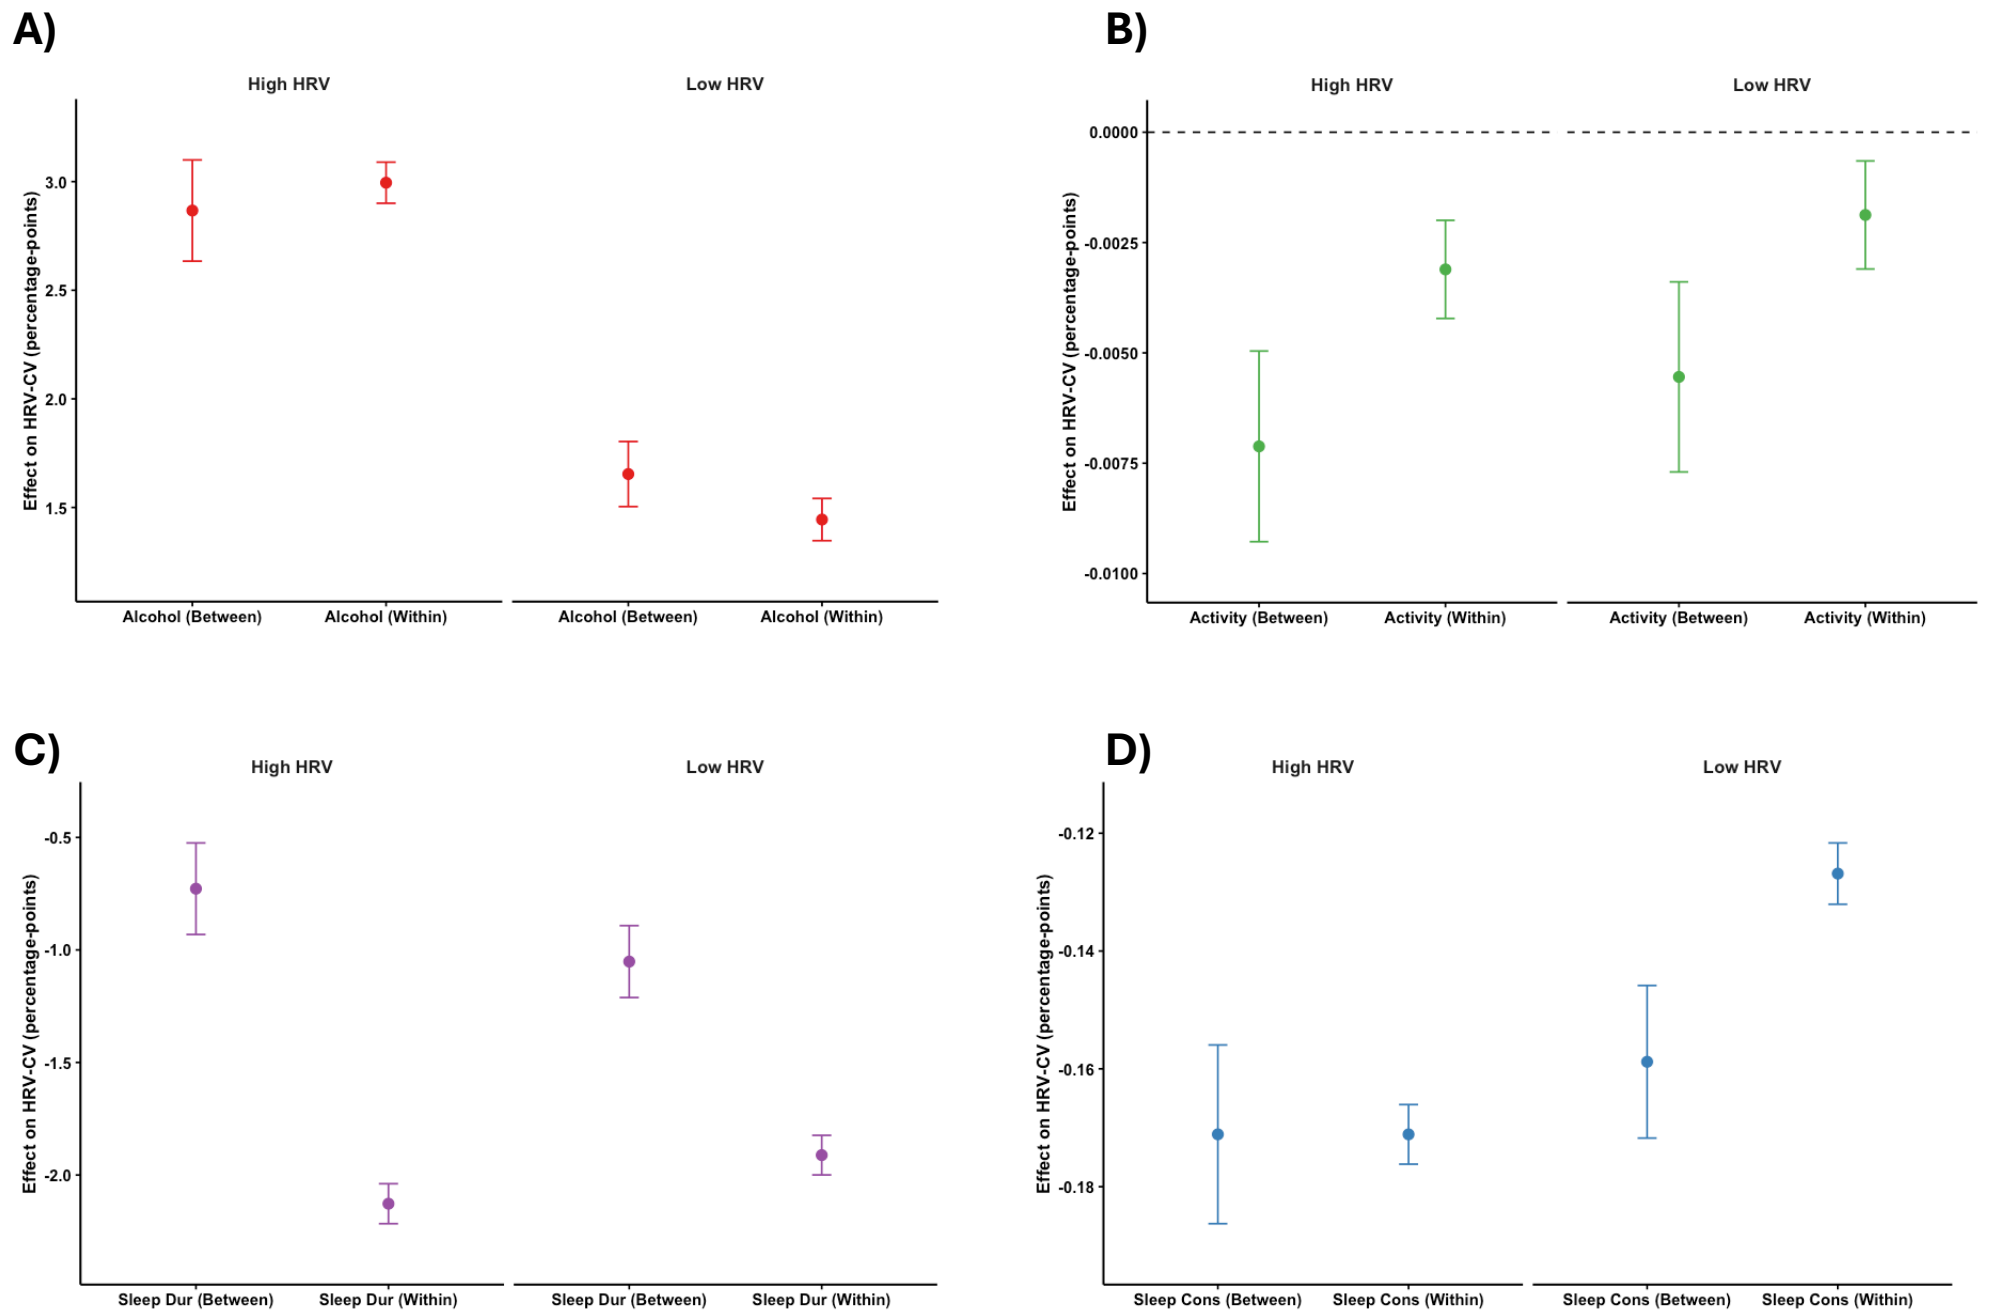 A)
High HRV
Low HRV
Effect on HRV-CV (percentage-points)
3.0
2.5
2.0
1.5
Alcohol (Between)
Alcohol (Within)
Alcohol (Between)
Alcohol (Within)
B)
High HRV
Low HRV
Effect on HRV-CV (percentage-points)
0.0000
-0.0025
-0.0050
-0.0075
-0.0100
Activity (Between)
Activity (Within)
Activity (Between)
Activity (Within)
C)
High HRV
Low HRV
Effect on HRV-CV (percentage-points)
-0.5
-1.0
-1.5
-2.0
Sleep Dur (Between)
Sleep Dur (Within)
Sleep Dur (Between)
Sleep Dur (Within)
D)
High HRV
Low HRV
Effect on HRV-CV (percentage-points)
-0.12
-0.14
-0.16
-0.18
Sleep Cons (Between)
Sleep Cons (Within)
Sleep Cons (Between)
Sleep Cons (Within)